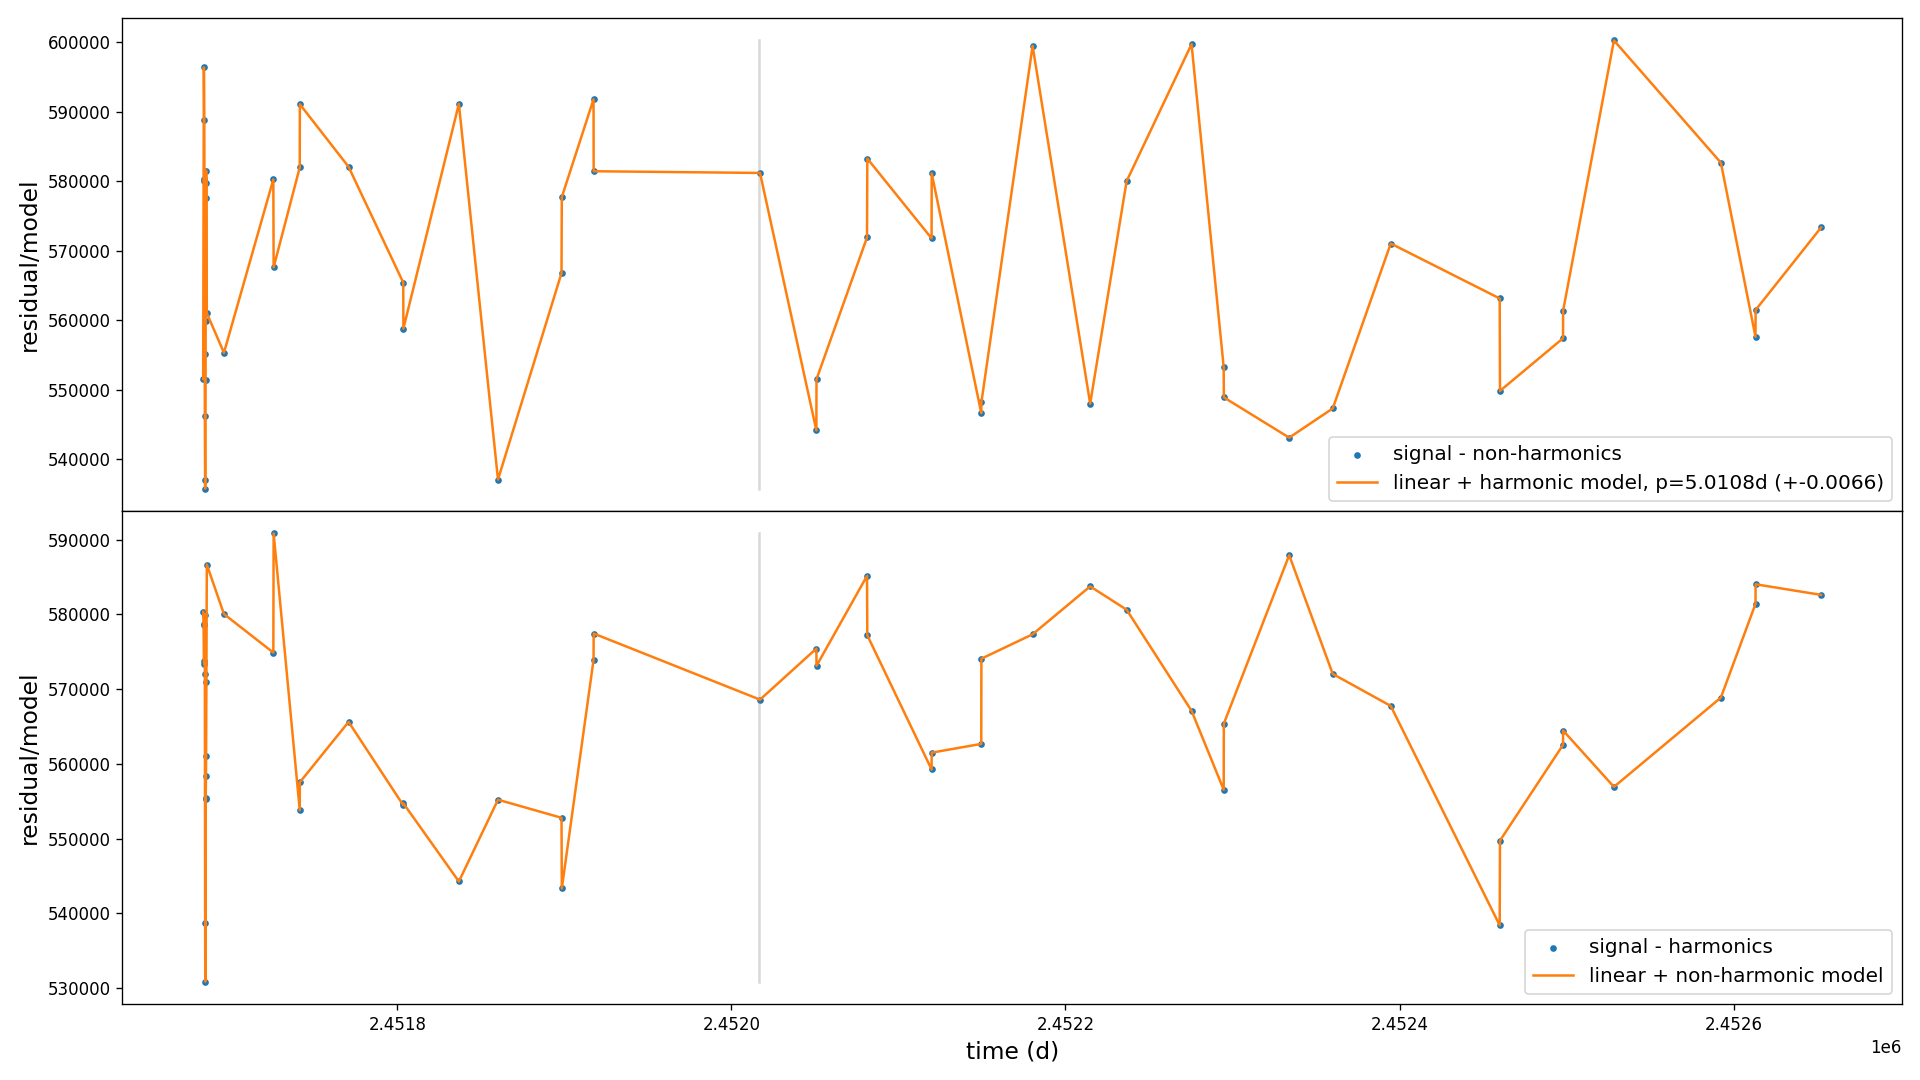 600000
590000
580000
570000
560000
550000
540000
residual/model
signal - non-harmonics
linear + harmonic model, p=5.0108d (+-0.0066)
590000
580000
570000
560000
550000
540000
530000
residual/model
signal - harmonics
linear + non-harmonic model
2.4518 2.4520 2.4522 2.4524 2.4526
1e6
time (d)